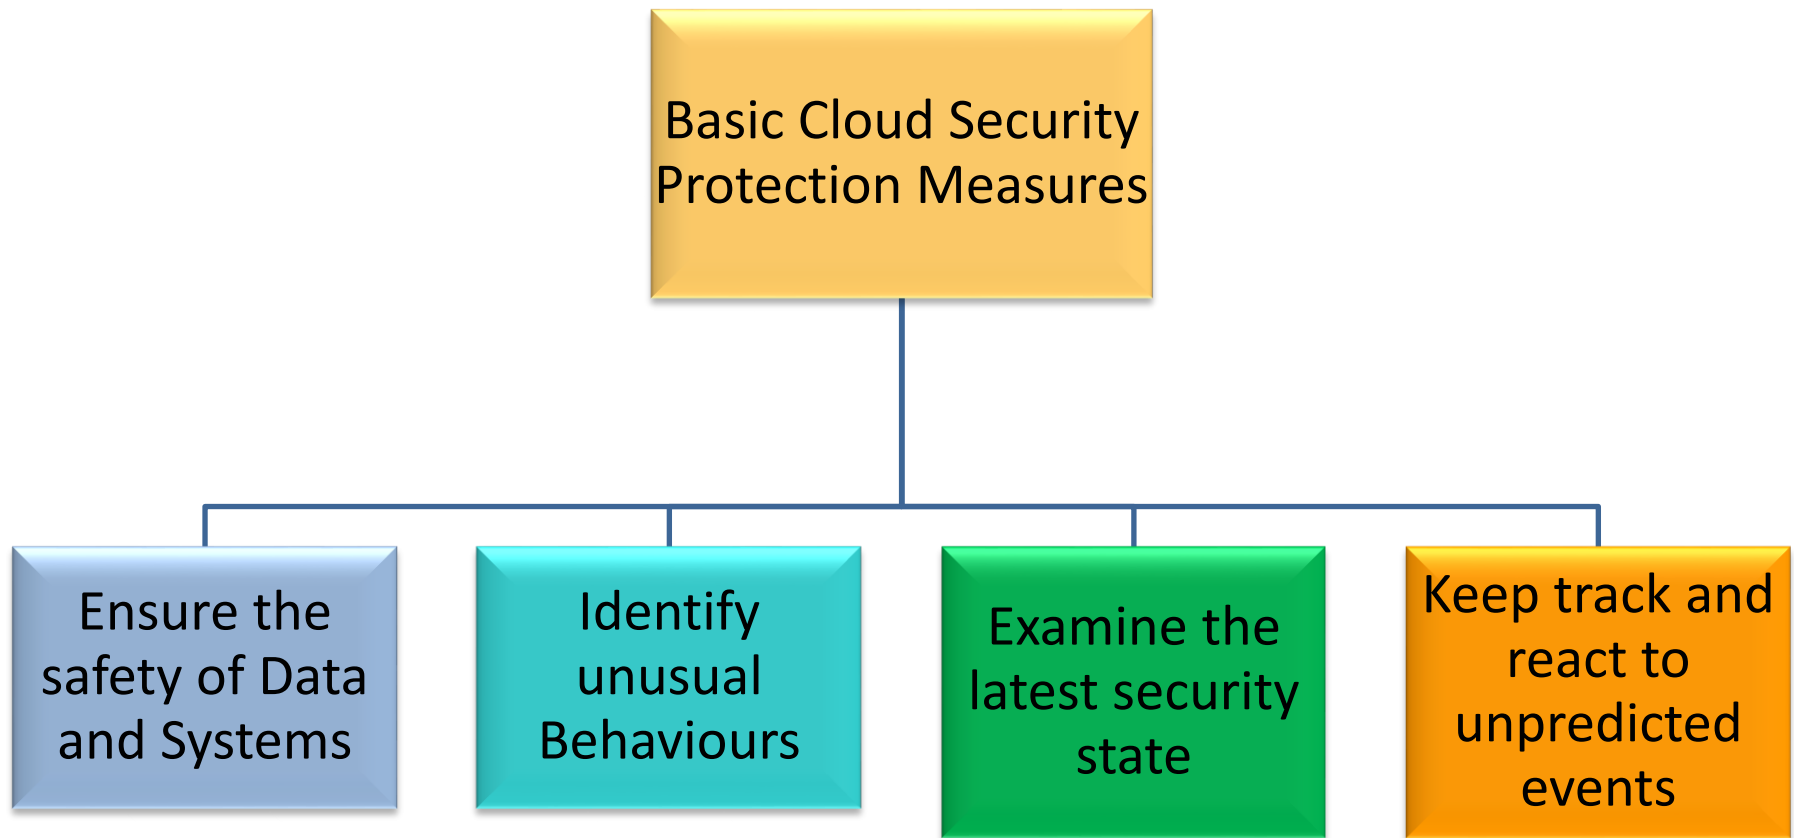 Basic Cloud Security
Protection Measures
Ensure the
safety of Data
and Systems
Identify
unusual
Behaviours
Examine the
latest security
state
Keep track and
react to
unpredicted
events